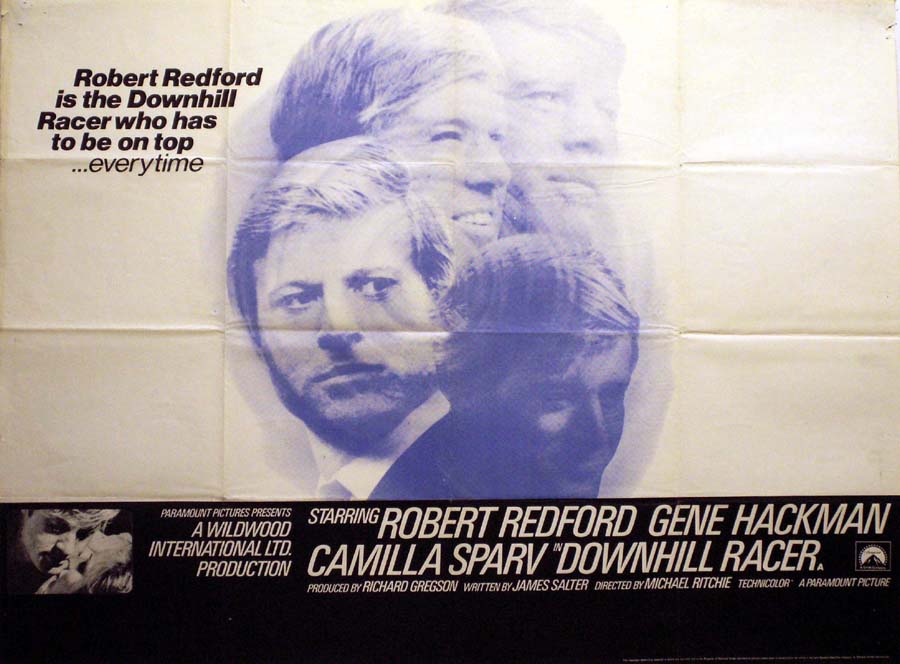 Robert Redford
is the Downhill
Racer who has
to be on top
...everytime
PARAMOUNT PICTURES PRESENTS
A WILDWOOD
INTERNATIONAL LTD.
PRODUCTION
STARRING ROBERT REDFORD GENE HACKMAN
CAMILLA SPARV IN "DOWNHILL RACER A
PRODUCED BY RICHARD GREGSON WRITTEN BY JAMES SALTER DIRECTED BY MICHAEL RITCHIE TECHNICOLOR® A PARAMOUNT PICTURE